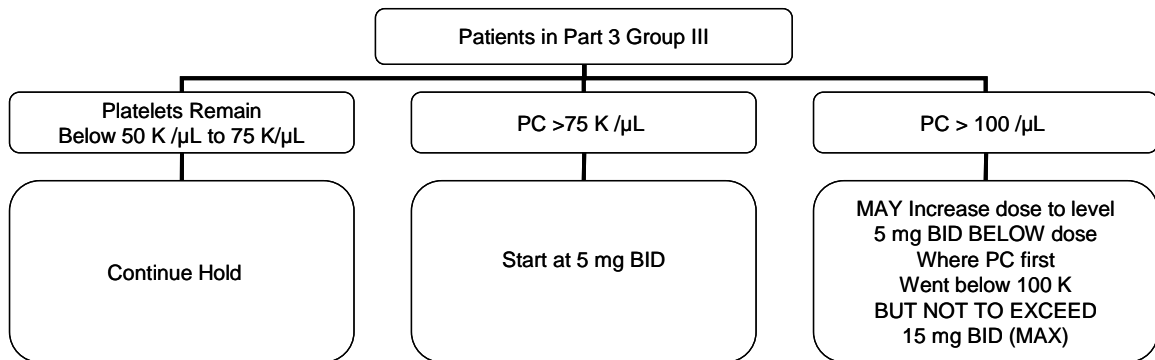 Patients in Part 3 Group III
Platelets Remain
Below 50 K /µL to 75 K/µL
PC >75 K /µL
PC > 100 /µL
Continue Hold
Start at 5 mg BID
MAY Increase dose to level
5 mg BID BELOW dose
Where PC first
Went below 100 K
BUT NOT TO EXCEED
15 mg BID (MAX)